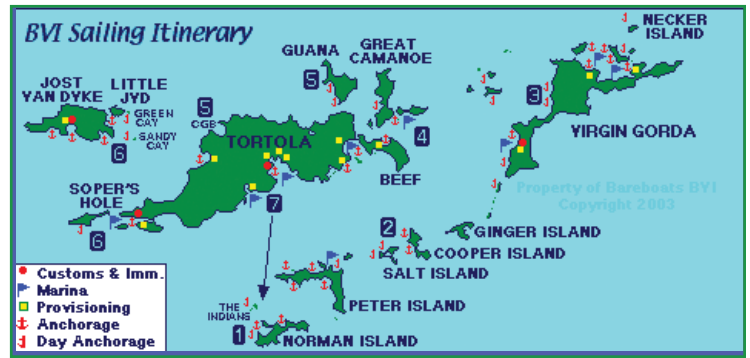 BVI Sailing Itinerary
NECKER
ISLAND
GUANA
GREAT
CAMANOE
5
JOST
VAN DYKE
LITTLE
JYD
GREEN
CAY
SANDY
CAY
6
5
CGB
TORTOLA
4
BEEF
3
VIRGIN GORDA
Property of Bareboats BVI
Copyright 2003
SOPER'S
HOLE
6
7
2
GINGER ISLAND
COOPER ISLAND
SALT ISLAND
PETER ISLAND
THE
INDIANS
1
NORMAN ISLAND
Customs & Imm.
Marina
Provisioning
Anchorage
Day Anchorage